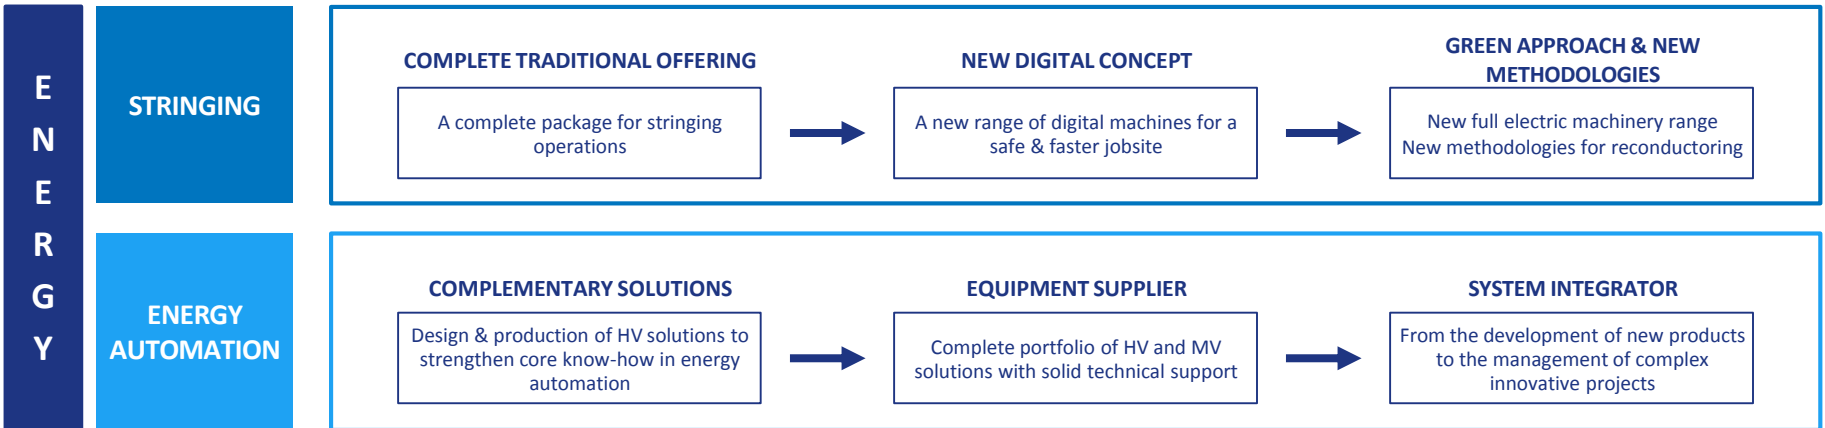 ENERGY
STRINGING
COMPLETE TRADITIONAL OFFERING
A complete package for stringing
operations
NEW DIGITAL CONCEPT
A new range of digital machines for a
safe & faster jobsite
GREEN APPROACH & NEW
METHODOLOGIES
New full electric machinery range
New methodologies for reconductoring
ENERGY
AUTOMATION
COMPLEMENTARY SOLUTIONS
Design & production of HV solutions to
strengthen core know-how in energy
automation
EQUIPMENT SUPPLIER
Complete portfolio of HV and MV
solutions with solid technical support
SYSTEM INTEGRATOR
From the development of new products
to the management of complex
innovative projects